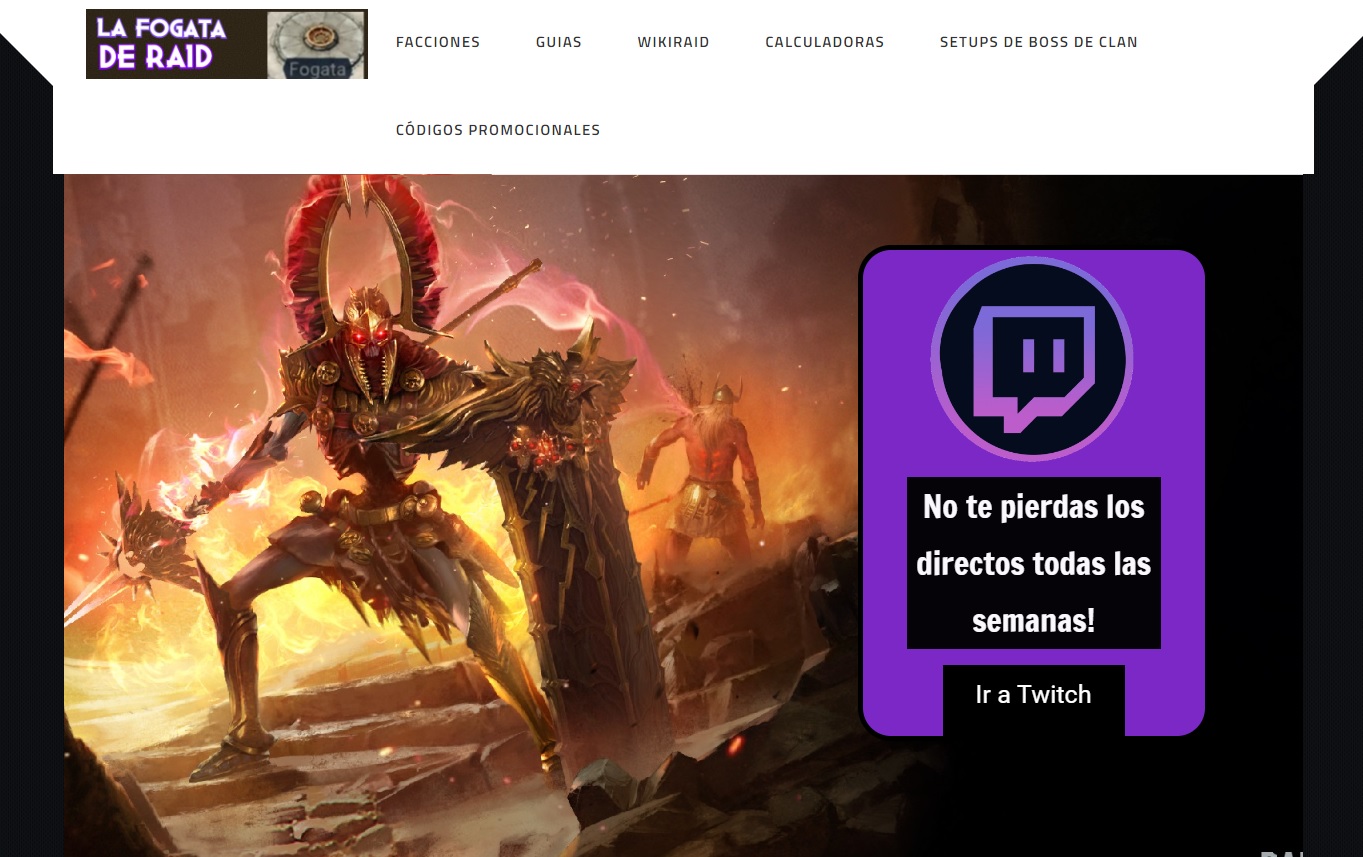 LA FOGATA
DE RAID
Fogata
FACCIONES
GUIAS
WIKIRAID
CALCULADORAS
SETUPS DE BOSS DE CLAN
CÓDIGOS PROMOCIONALES
No te pierdas los
directos todas las
semanas!
Ir a Twitch